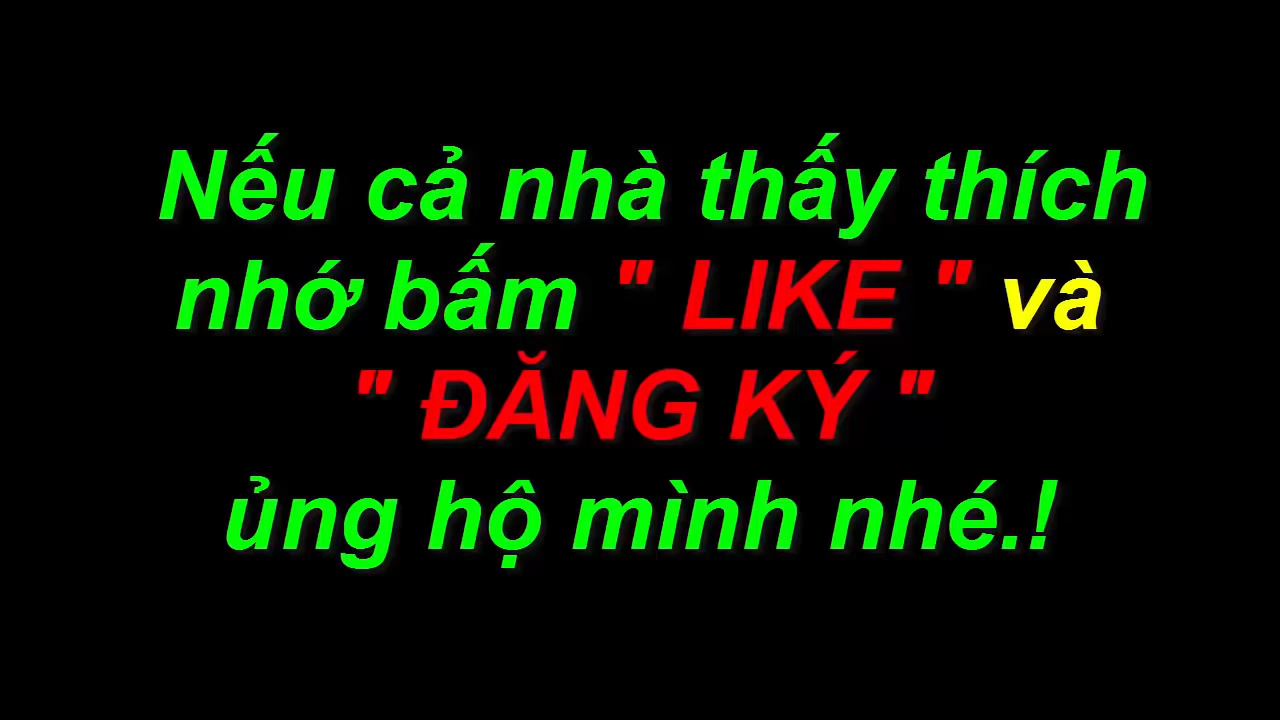 Nếu cả nhà thấy thích
nhớ bấm " LIKE " và
" ĐĂNG KÝ "
ủng hộ mình nhé.!